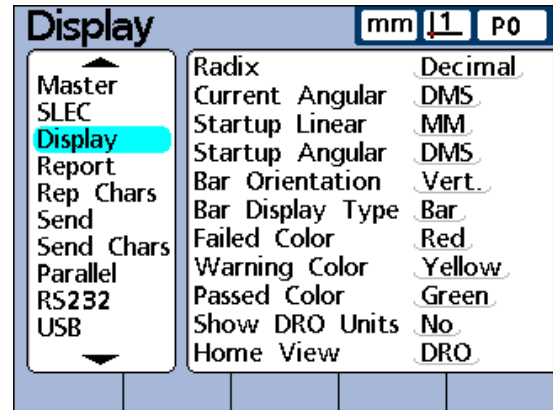 Display
mm 1 P0
Master
SLEC
Display
Report
Rep Chars
Send
Send Chars
Parallel
RS232
USB
Radix Decimal
Current Angular DMS
Startup Linear MM
Startup Angular DMS
Bar Orientation Vert.
Bar Display Type Bar
Failed Color Red
Warning Color Yellow
Passed Color Green
Show DRO Units No
Home View DRO